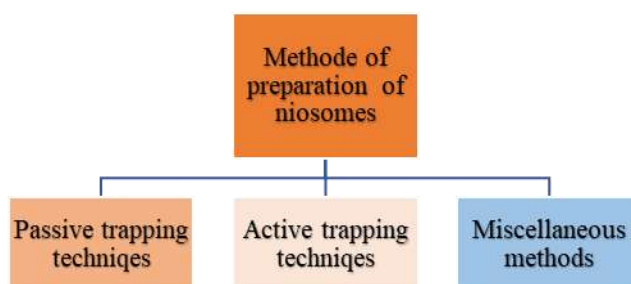 Methode of
preparation of
niosomes
Passive trapping
techniqes
Active trapping
techniqes
Miscellaneous
methods